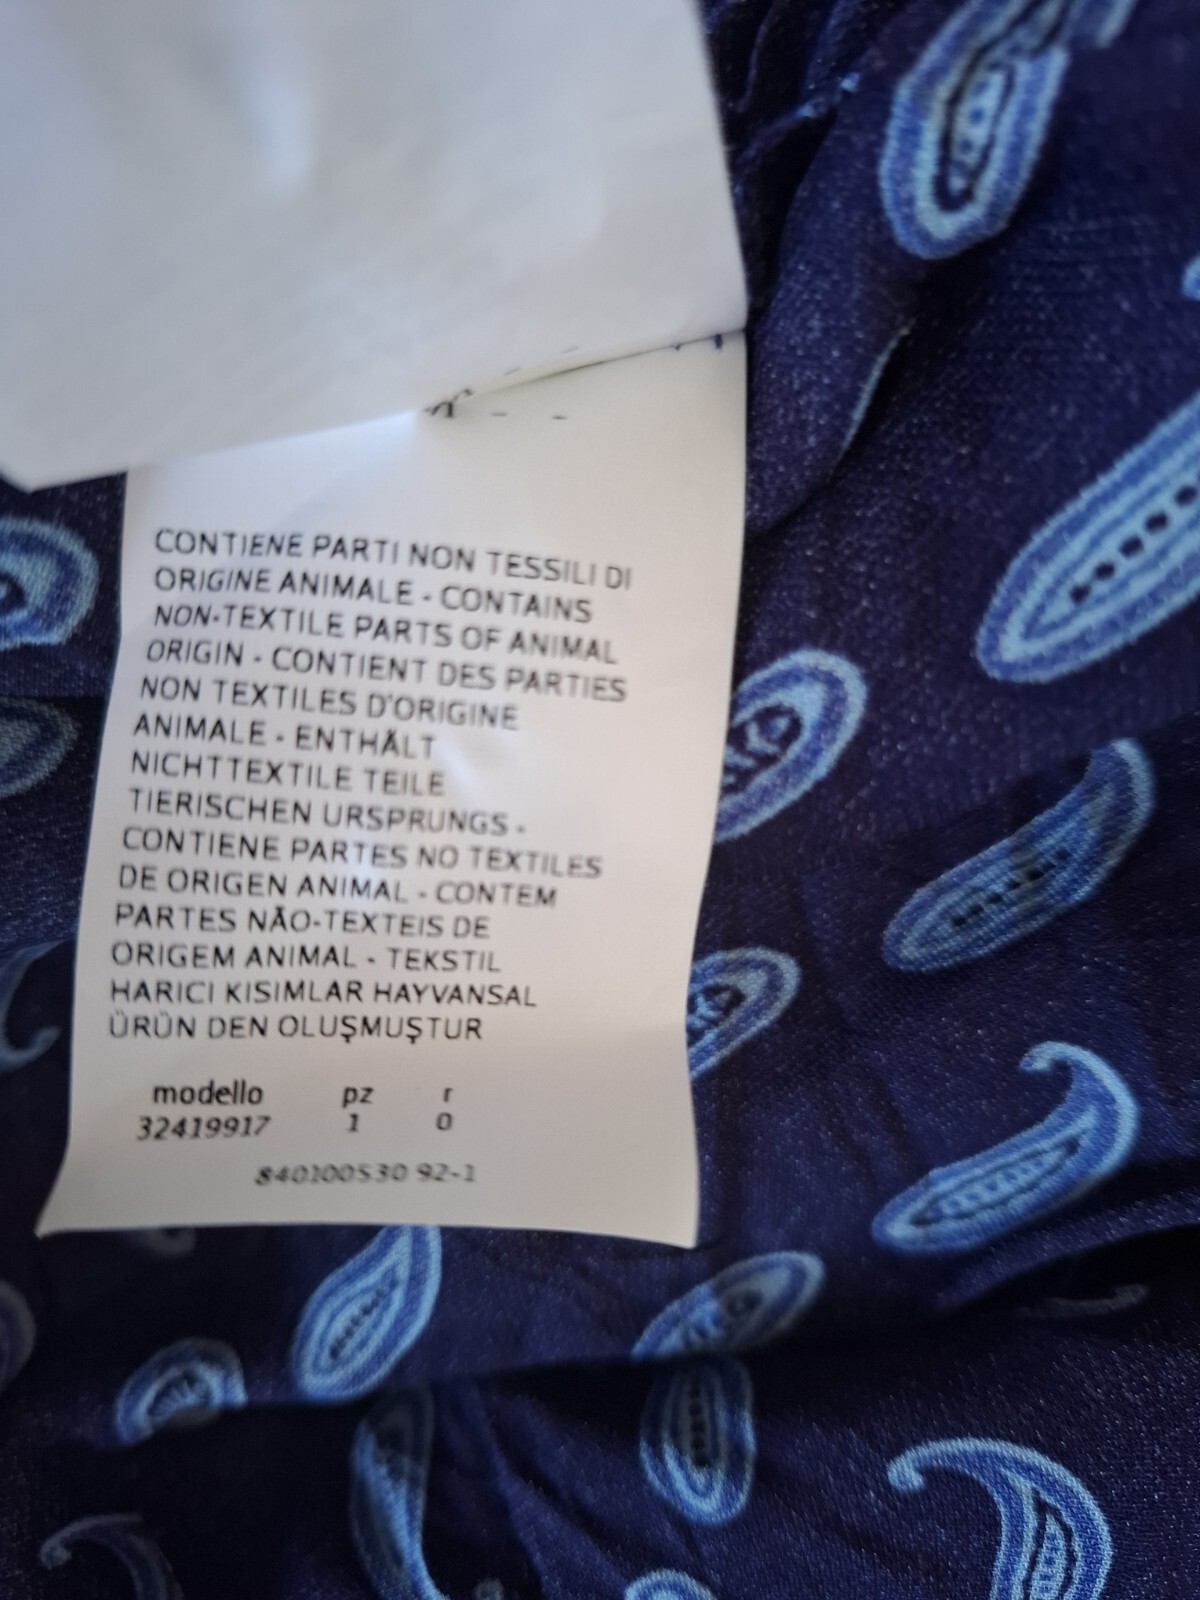 CONTIENE PARTI NON TESSILI DI
ORIGINE ANIMALE - CONTAINS
NON-TEXTILE PARTS OF ANIMAL
ORIGIN - CONTIENT DES PARTIES
NON TEXTILES D'ORIGINE
ANIMALE - ENTHÄLT
NICHTTEXTILE TEILE
TIERISCHEN URSPRUNGS -
CONTIENE PARTES NO TEXTILES
DE ORIGEN ANIMAL - CONTEM
PARTES NÃO-TEXTEIS DE
ORIGEM ANIMAL - TEKSTIL
HARICI KISIMLAR HAYVANSAL
ÜRÜN DEN OLUŞMUŞTUR
modello pz r
32419917 1 0
840100530 92-1